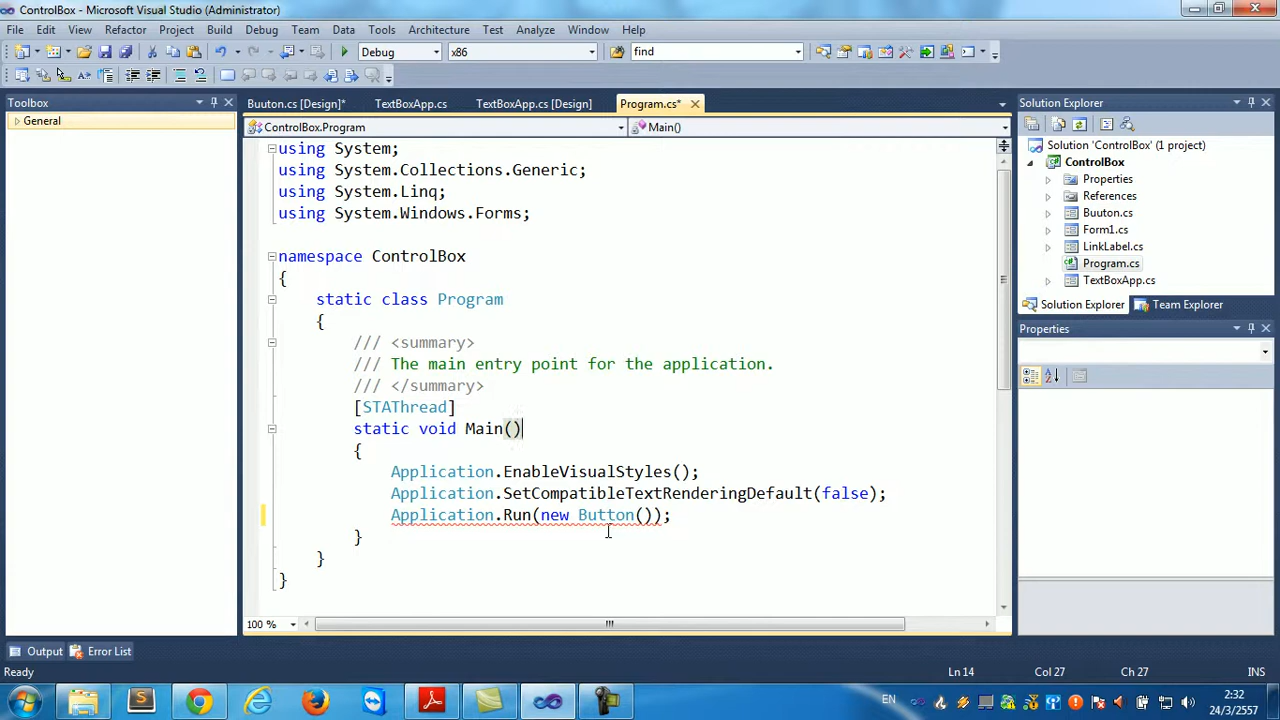 ControlBox - Microsoft Visual Studio (Administrator)
File Edit View Refactor Project Build Debug Team Data Tools Architecture Test Analyze Window Help
Debug x86 find
Toolbox
Buuton.cs [Design]* TextBoxApp.cs TextBoxApp.cs [Design] Program.cs*
Solution Explorer
General
ControlBox.Program Main()
using System;
using System.Collections.Generic;
using System.Linq;
using System.Windows.Forms;
namespace ControlBox
{
static class Program
{
/// <summary>
/// The main entry point for the application.
/// </summary>
[STAThread]
static void Main()
{
Application.EnableVisualStyles();
Application.SetCompatibleTextRenderingDefault(false);
Application.Run(new Button());
}
}
}
100 %
Solution 'ControlBox' (1 project)
ControlBox
Properties
References
Buuton.cs
Form1.cs
LinkLabel.cs
Program.cs
TextBoxApp.cs
Solution Explorer Team Explorer
Properties
Output Error List
Ready Ln 14 Col 27 Ch 27 INS
EN
2:32
24/3/2557